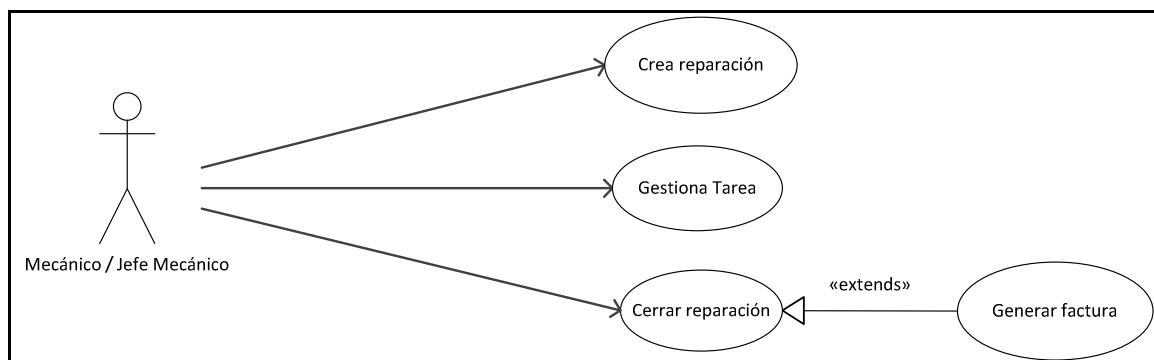 Crea reparación
Gestiona Tarea
Mecánico / Jefe Mecánico
Cerrar reparación
«extends»
Generar factura